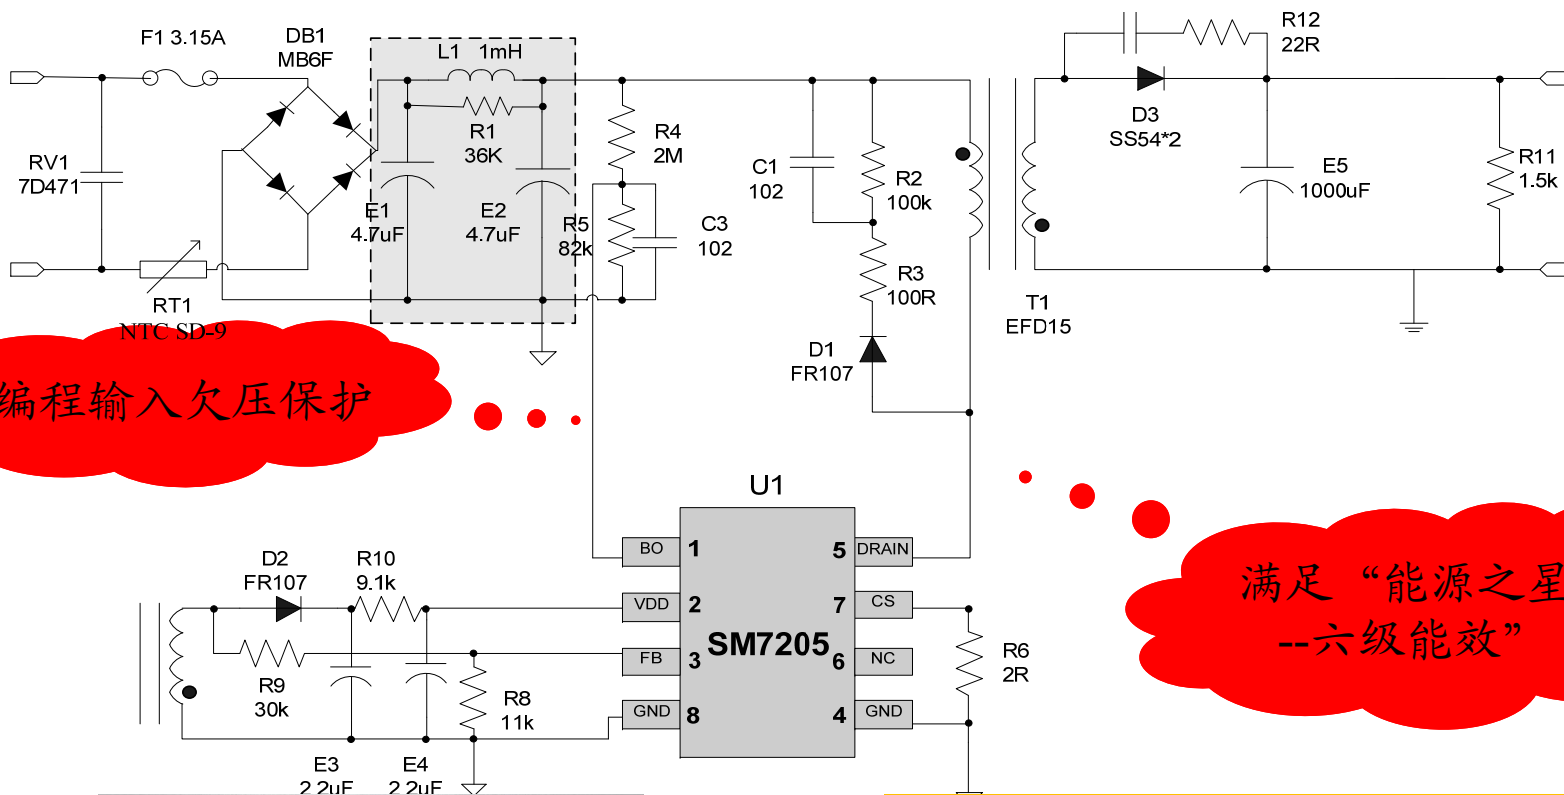 F1 3.15A
DB1
MB6F
L1 1mH
R12
22R
R1
36K
R4
2M
D3
SS54*2
RV1
7D471
C1
102
R2
100k
E5
1000uF
R11
1.5k
E1
4.7uF
E2
4.7uF
R5
82k
C3
102
R3
100R
RT1
NTC SD-9
T1
EFD15
D1
FR107
编程输入欠压保护
U1
BO 1
5 DRAIN
D2
FR107
R10
9.1k
VDD 2
7 CS
满足“能源之星
--六级能效”
SM7205
FB 3
6 NC
R6
2R
R9
30k
R8
11k
GND 8
4 GND
E3
2.2uF
E4
2.2uF